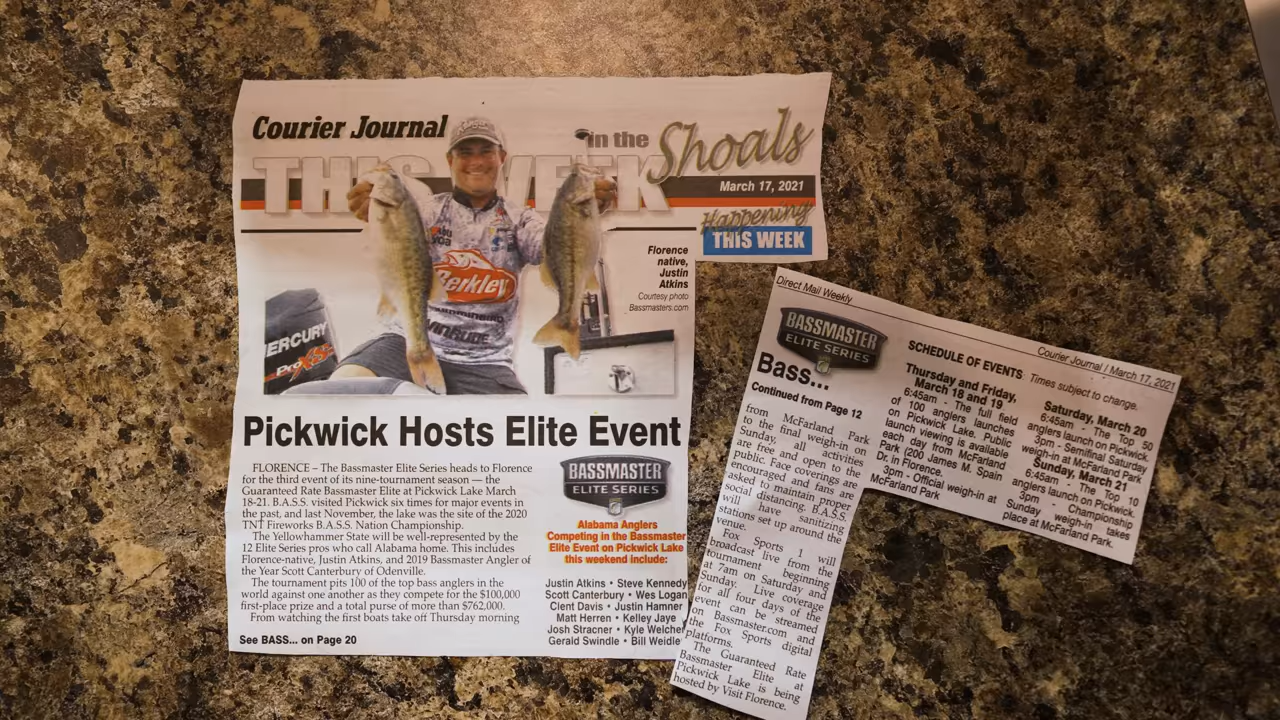 Courier Journal
in the
Shoals
THIS WEEK
March 17, 2021
Happening
THIS WEEK
Florence
native,
Justin
Atkins
Courtesy photo
Bassmasters.com
Berkley
MERCURY
Pro XS
Pickwick Hosts Elite Event
FLORENCE – The Bassmaster Elite Series heads to Florence
for the third event of its nine-tournament season — the
Guaranteed Rate Bassmaster Elite at Pickwick Lake March
18-21. B.A.S.S. visited Pickwick six times for major events in
the past, and last November, the lake was the site of the 2020
TNT Fireworks B.A.S.S. Nation Championship.
The Yellowhammer State will be well-represented by the
12 Elite Series pros who call Alabama home. This includes
Florence-native, Justin Atkins, and 2019 Bassmaster Angler of
the Year Scott Canterbury of Odenville.
The tournament pits 100 of the top bass anglers in the
world against one another as they compete for the $100,000
first-place prize and a total purse of more than $762,000.
From watching the first boats take off Thursday morning
See BASS... on Page 20
BASSMASTER
ELITE SERIES
Alabama Anglers
Competing in the Bassmaster
Elite Event on Pickwick Lake
this weekend include:
Justin Atkins • Steve Kennedy
Scott Canterbury • Wes Logan
Clent Davis • Justin Hamner
Matt Herren • Kelley Jaye
Josh Stracner • Kyle Welcher
Gerald Swindle • Bill Weidle
Direct Mail Weekly
Courier Journal / March 17, 2021
BASSMASTER
ELITE SERIES
Bass...
Continued from Page 12
from McFarland Park
to the final weigh-in on
Sunday, all activities
are free and open to the
public. Face coverings are
encouraged and fans are
asked to maintain proper
social distancing. B.A.S.S.
will have sanitizing
stations set up around the
venue.
Fox Sports 1 will
broadcast live from the
tournament beginning
at 7am on Saturday and
Sunday. Live coverage
for all four days of the
event can be streamed
on Bassmaster.com and
the Fox Sports digital
platforms.
The Guaranteed Rate
Bassmaster Elite at
Pickwick Lake is being
hosted by Visit Florence.
SCHEDULE OF EVENTS
Times subject to change.
Thursday and Friday,
March 18 and 19
6:45am - The full field
of 100 anglers launches
on Pickwick Lake. Public
launch viewing is available
each day from McFarland
Park (200 James M. Spain
Dr. in Florence.
3pm - Official weigh-in at
McFarland Park
Saturday, March 20
6:45am - The Top 50
anglers launch on Pickwick.
3pm - Semifinal Saturday
weigh-in at McFarland Park
Sunday, March 21
6:45am - The Top 10
anglers launch on Pickwick.
3pm - Championship
Sunday weigh-in takes
place at McFarland Park.